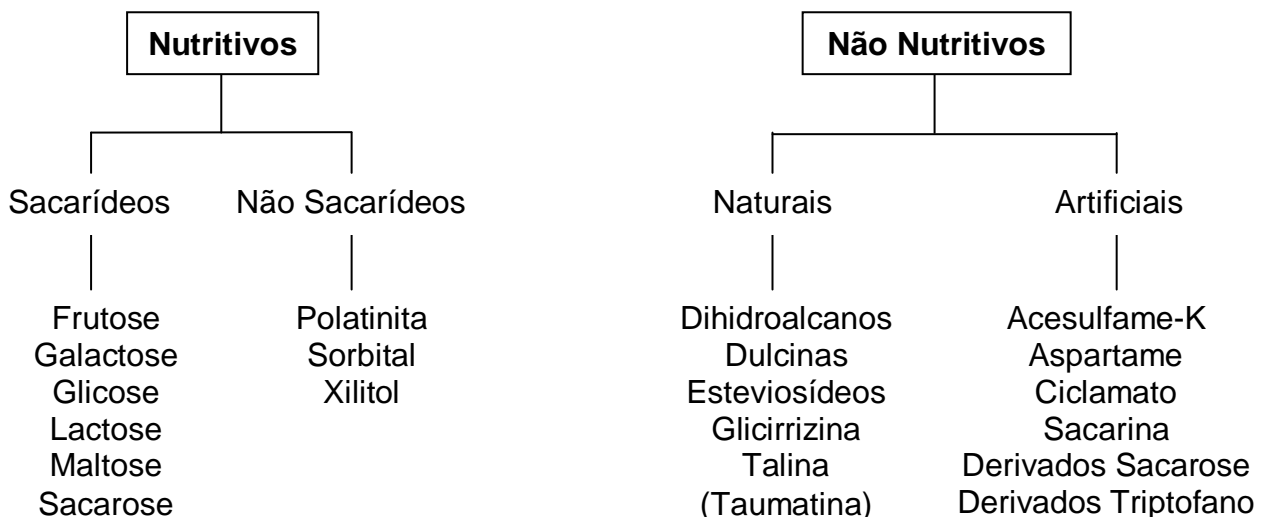 Nutritivos
Sacarídeos
Frutose
Galactose
Glicose
Lactose
Maltose
Sacarose
Não Sacarídeos
Polatinita
Sorbital
Xilitol
Não Nutritivos
Naturais
Dihidroalcanos
Dulcinas
Esteviosídeos
Glicirrizina
Talina
(Taumatina)
Artificiais
Acesulfame-K
Aspartame
Ciclamato
Sacarina
Derivados Sacarose
Derivados Triptofano